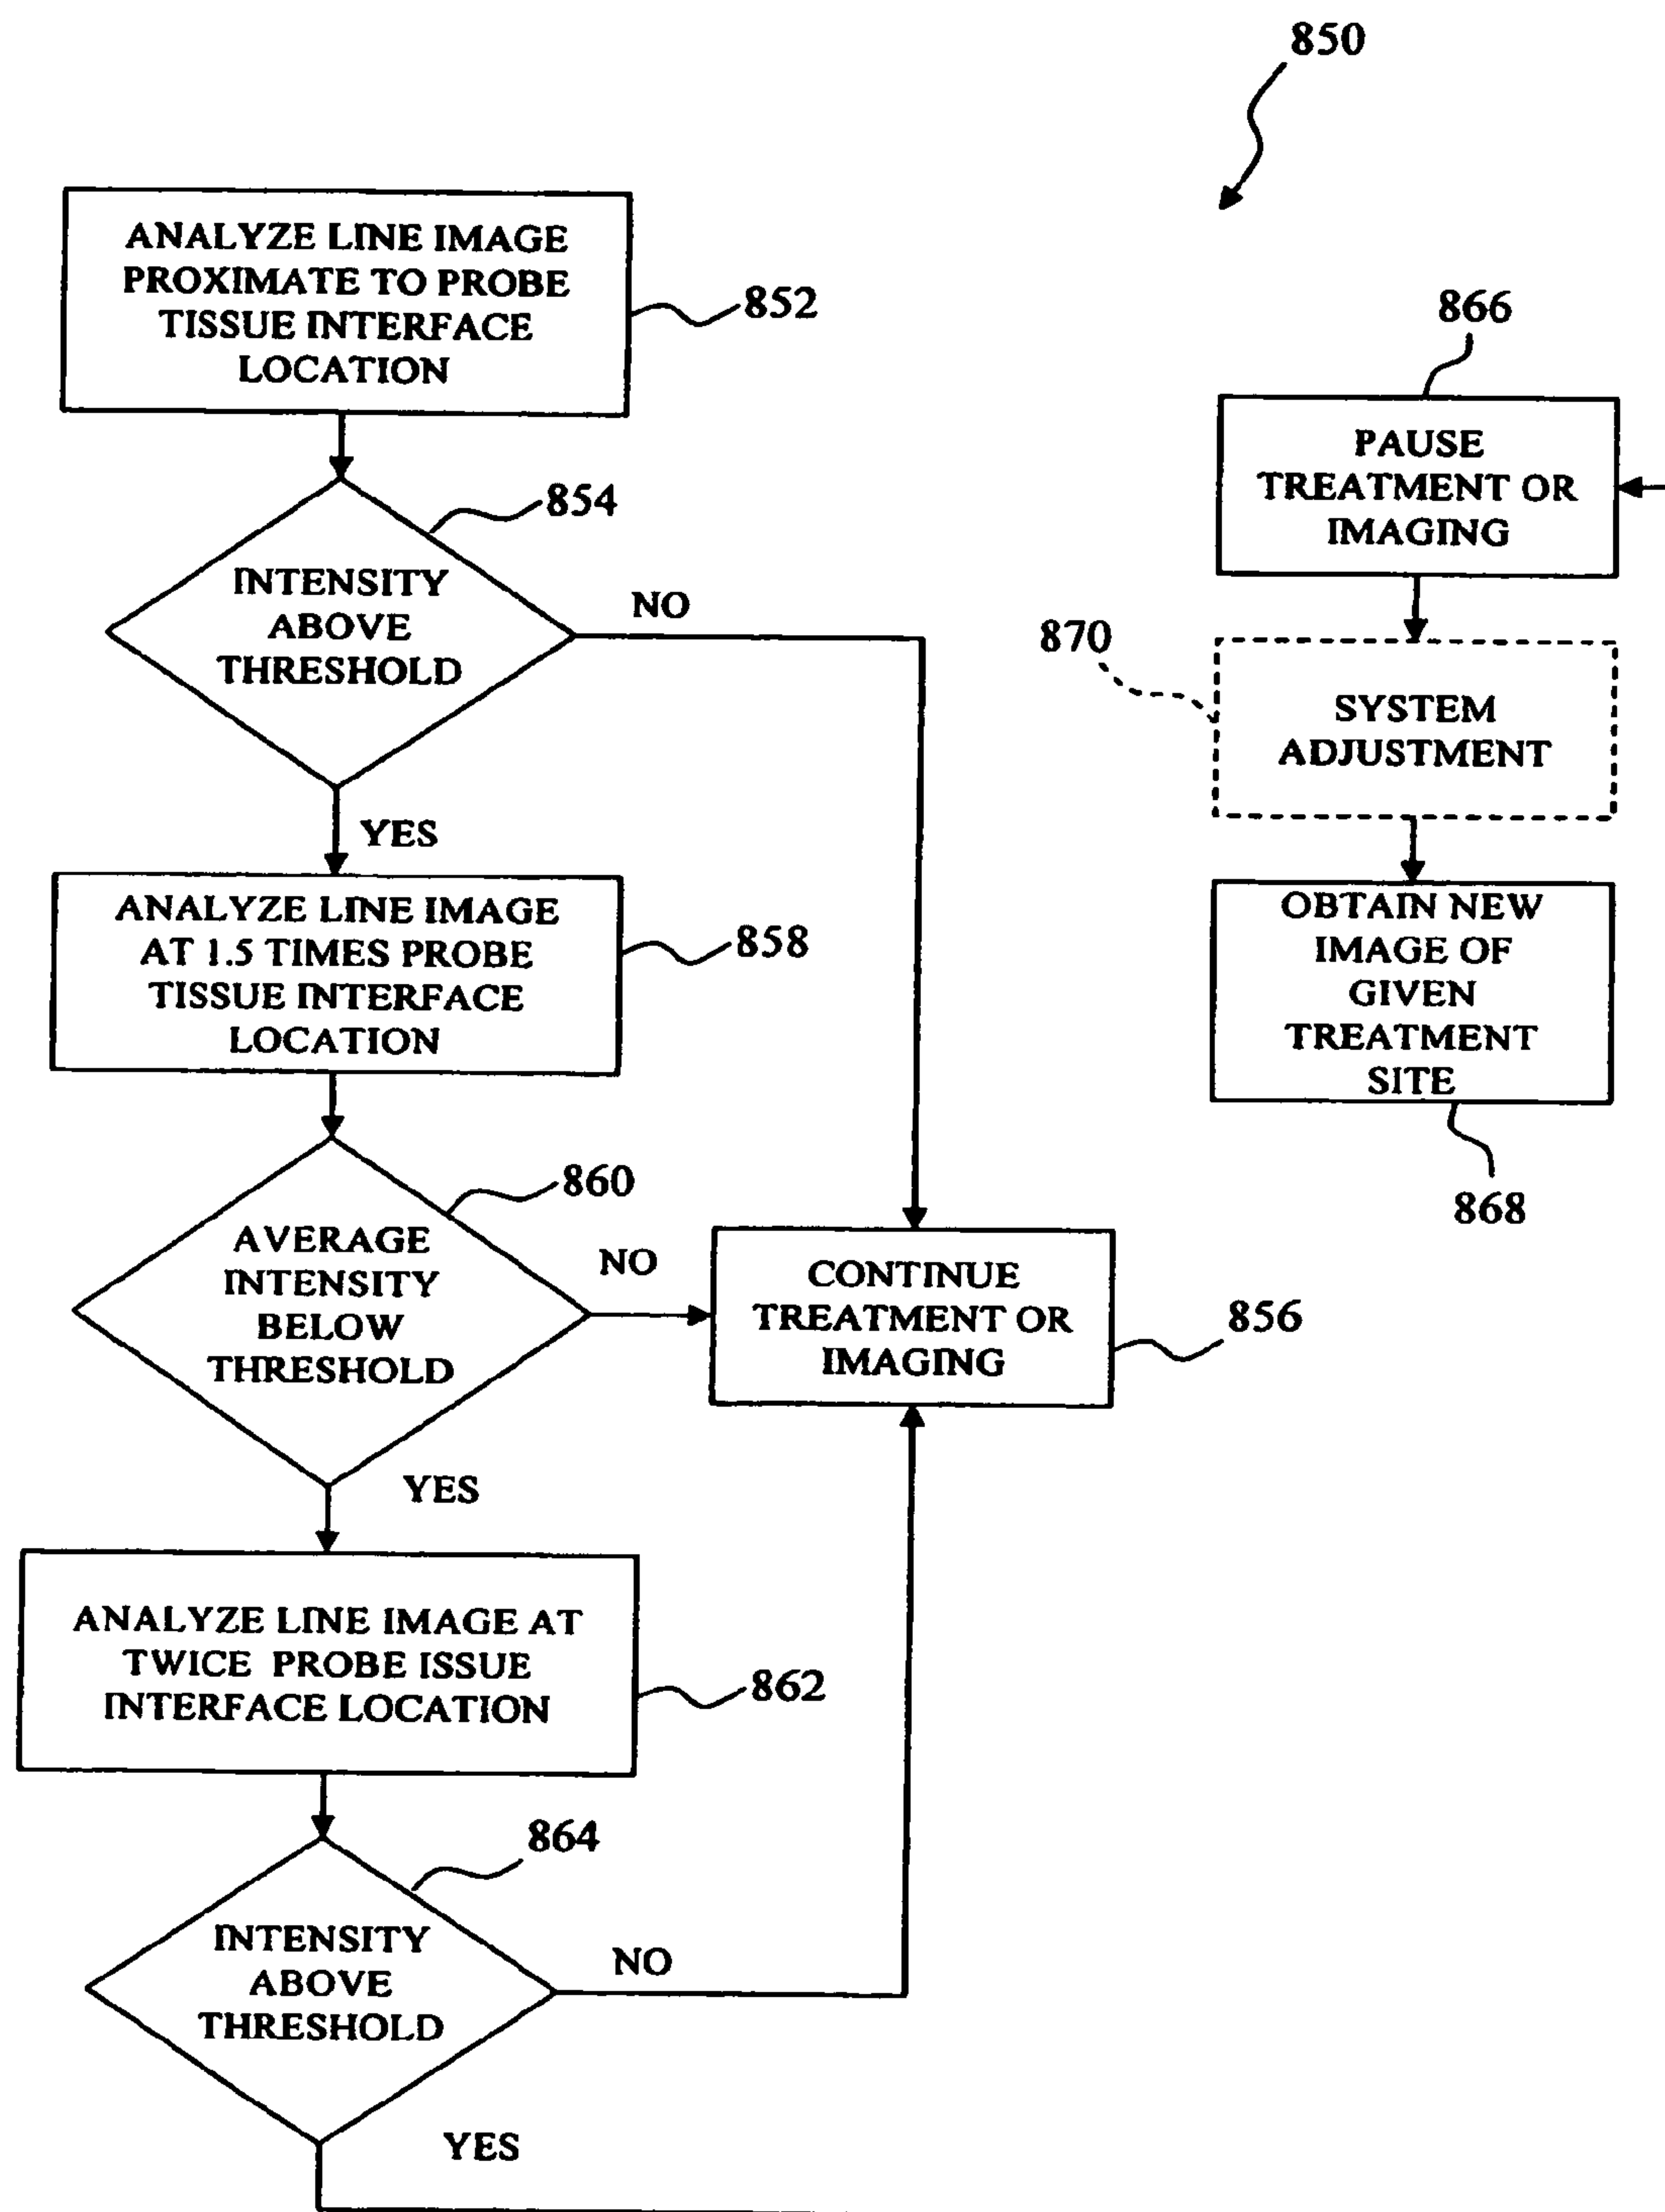 850
ANALYZE LINE IMAGE
PROXIMATE TO PROBE
TISSUE INTERFACE
LOCATION
852
854
INTENSITY
ABOVE
THRESHOLD
NO
YES
ANALYZE LINE IMAGE
AT 1.5 TIMES PROBE
TISSUE INTERFACE
LOCATION
858
860
AVERAGE
INTENSITY
BELOW
THRESHOLD
NO
YES
CONTINUE
TREATMENT OR
IMAGING
856
ANALYZE LINE IMAGE AT
TWICE PROBE ISSUE
INTERFACE LOCATION
862
864
INTENSITY
ABOVE
THRESHOLD
NO
YES
866
PAUSE
TREATMENT OR
IMAGING
870
SYSTEM
ADJUSTMENT
OBTAIN NEW
IMAGE OF
GIVEN
TREATMENT
SITE
868